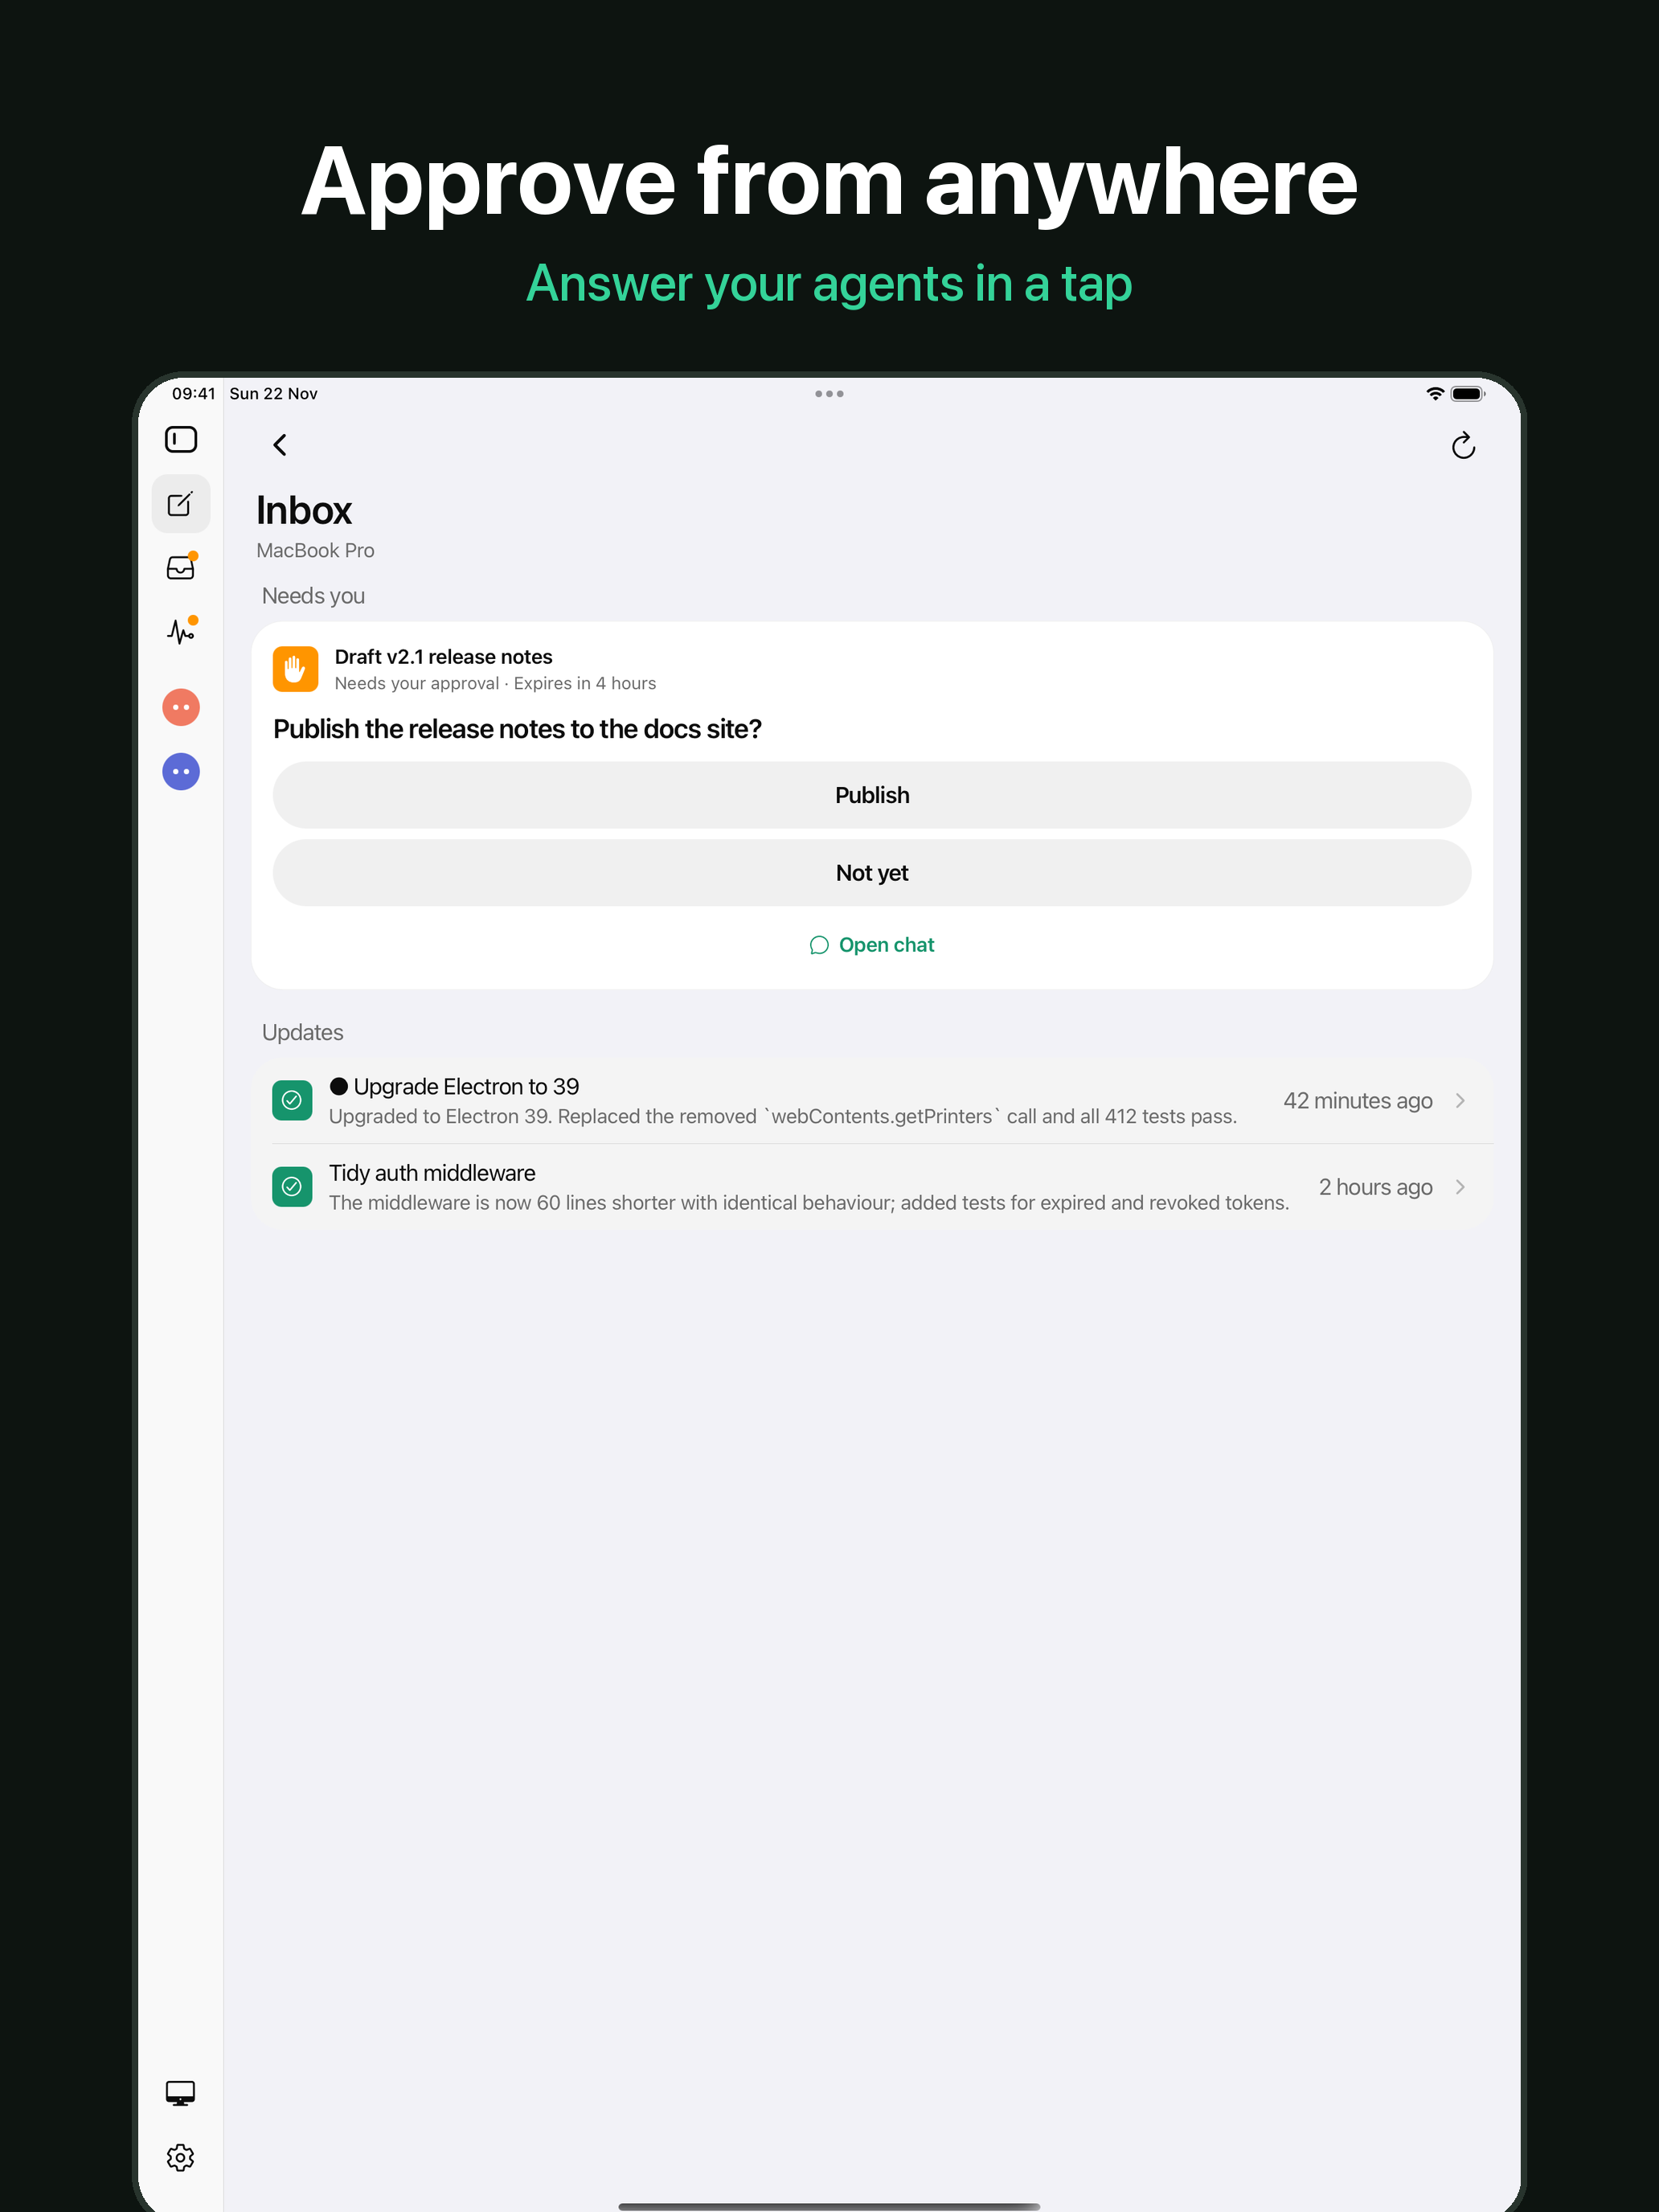 Approve from anywhere
Answer your agents in a tap
09:41 Sun 22 Nov
Inbox
MacBook Pro
Needs you
Draft v2.1 release notes
Needs your approval · Expires in 4 hours
Publish the release notes to the docs site?
Publish
Not yet
Open chat
Updates
Upgrade Electron to 39
Upgraded to Electron 39. Replaced the removed `webContents.getPrinters` call and all 412 tests pass.
42 minutes ago
Tidy auth middleware
The middleware is now 60 lines shorter with identical behaviour; added tests for expired and revoked tokens.
2 hours ago